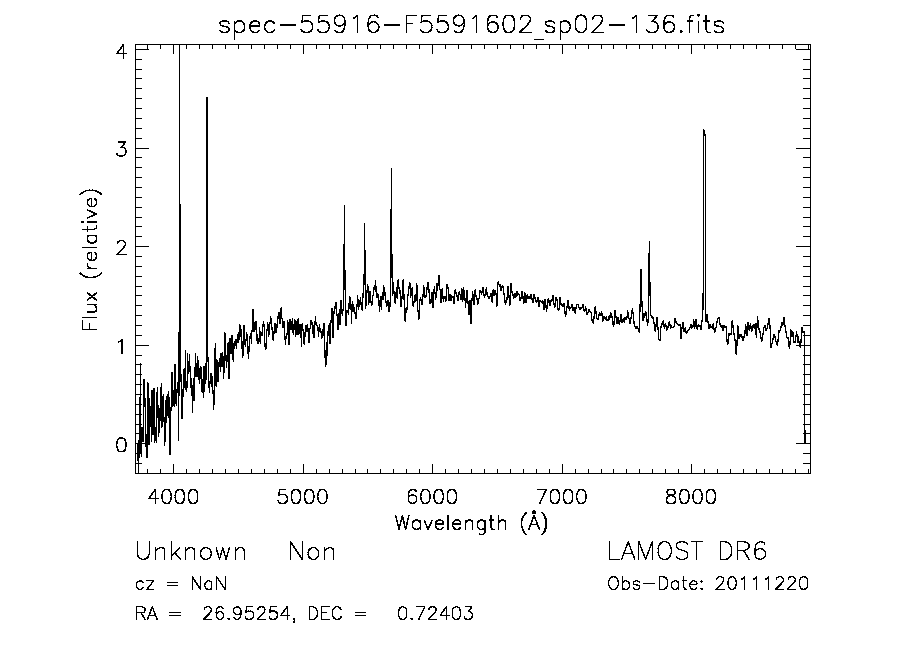 spec-55916-F5591602_sp02-136.fits
4
3
2
1
0
Flux (relative)
4000 5000 6000 7000 8000
Wavelength (Å)
Unknown Non LAMOST DR6
cz = NaN Obs-Date: 20111220
RA = 26.95254, DEC = 0.72403